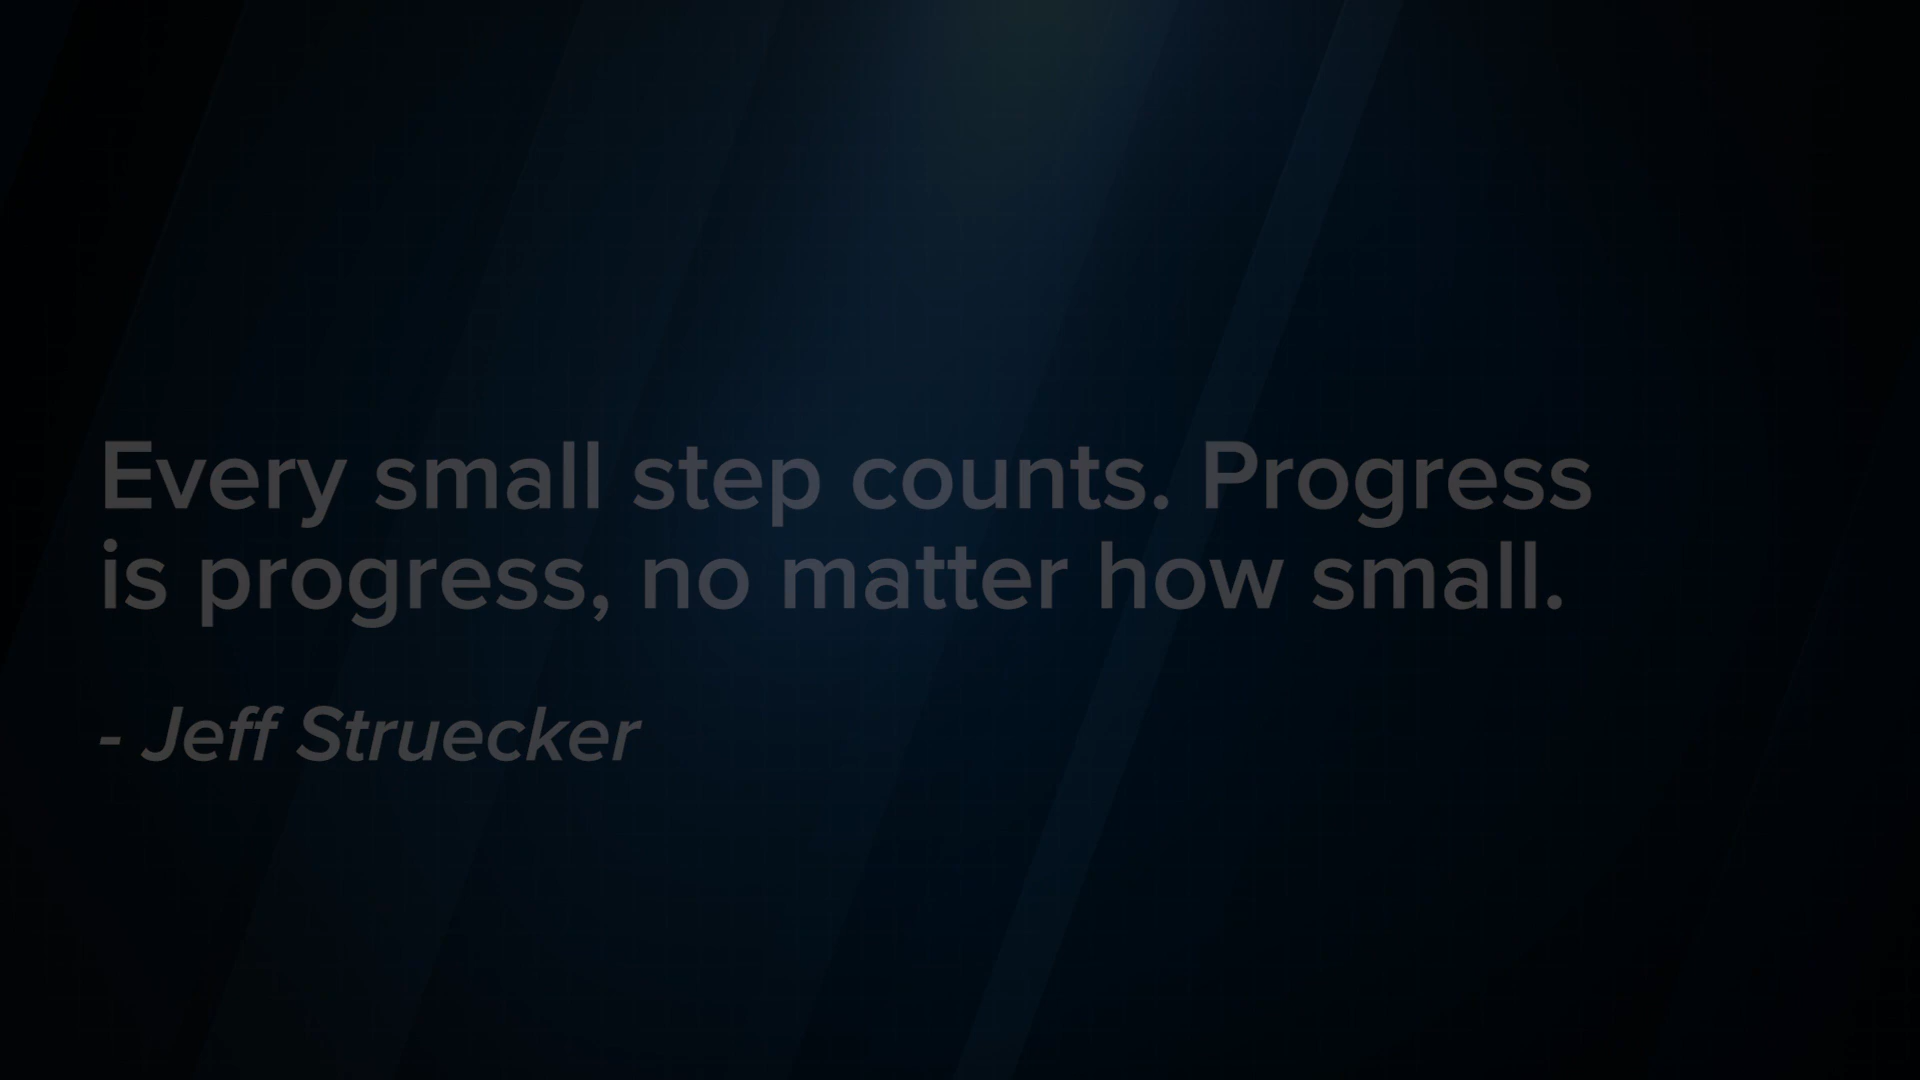 Every small step counts. Progress
is progress, no matter how small.
- Jeff Struecker